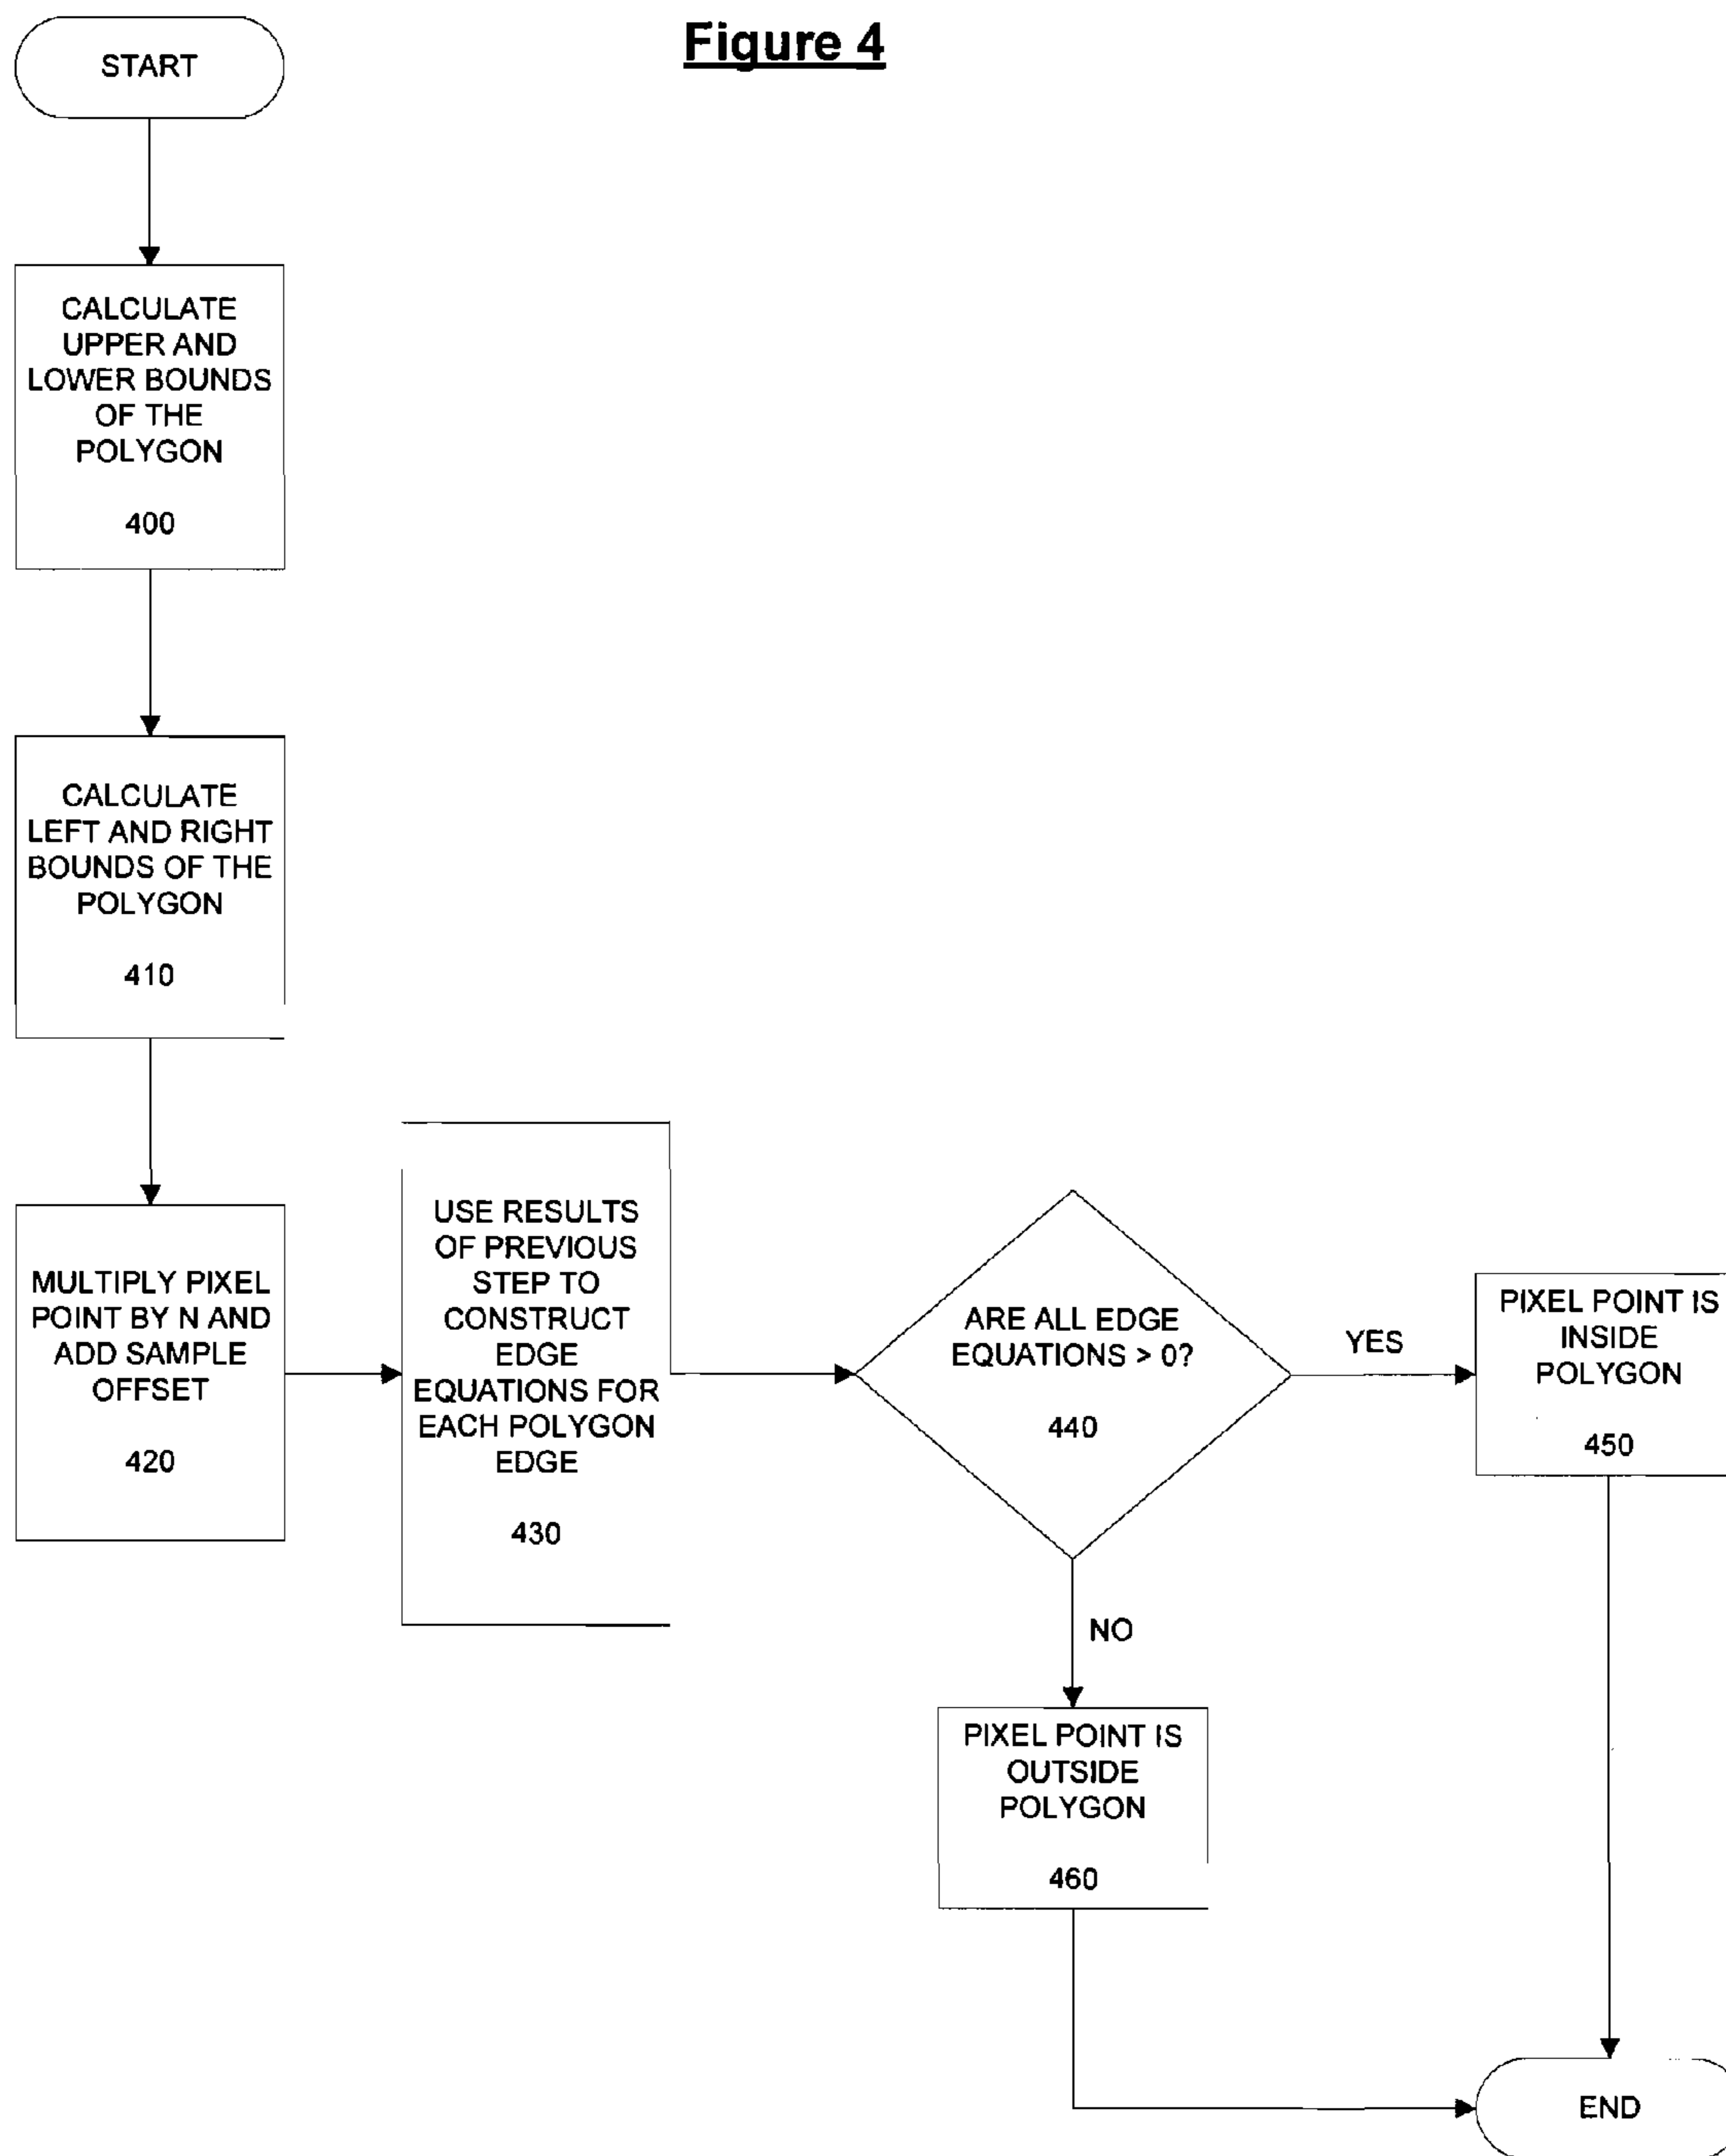 Figure 4
START
CALCULATE
UPPER AND
LOWER BOUNDS
OF THE
POLYGON
400
CALCULATE
LEFT AND RIGHT
BOUNDS OF THE
POLYGON
410
MULTIPLY PIXEL
POINT BY N AND
ADD SAMPLE
OFFSET
420
USE RESULTS
OF PREVIOUS
STEP TO
CONSTRUCT
EDGE
EQUATIONS FOR
EACH POLYGON
EDGE
430
ARE ALL EDGE
EQUATIONS > 0?
440
YES
PIXEL POINT IS
INSIDE
POLYGON
450
NO
PIXEL POINT IS
OUTSIDE
POLYGON
460
END